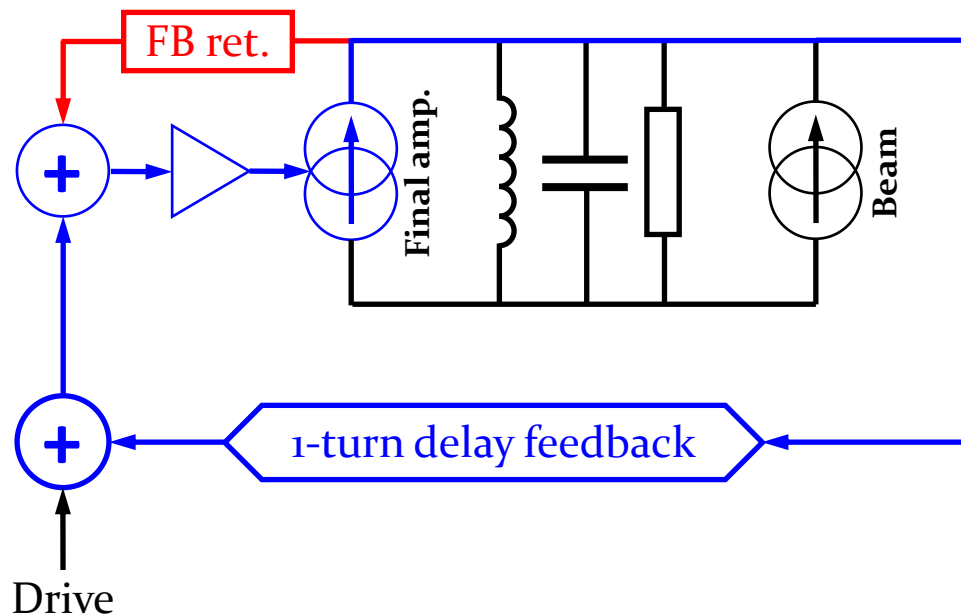 FB ret.
+
Final amp.
Beam
+
1-turn delay feedback
Drive